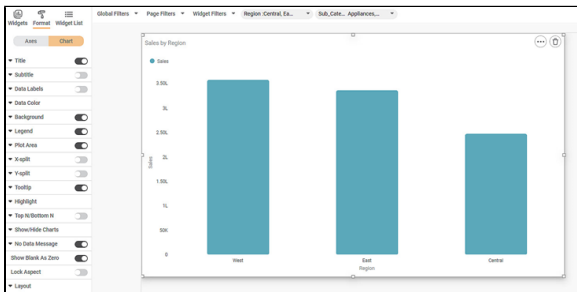 Widgets Format Widget List
Global Filters Page Filters Widget Filters Region :Central, Ea... Sub_Cate... Appliances,...
Axes Chart
Title
Subtitle
Data Labels
Data Color
Background
Legend
Plot Area
X-split
Y-split
Tooltip
Highlight
Top N/Bottom N
Show/Hide Charts
No Data Message
Show Blank As Zero
Lock Aspect
Layout
Sales by Region
Sales
3.50L
3L
2.50L
2L
1.50L
1L
50K
0
Sales
West East Central
Region